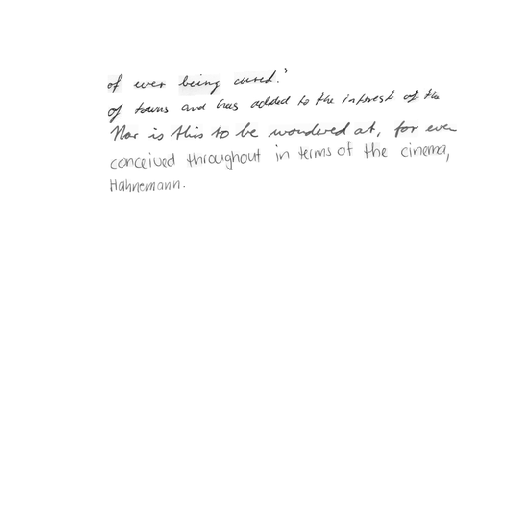 of ever being cured.'
of towns and has added to the interest of the
Nor is this to be wondered at, for even
conceived throughout in terms of the cinema,
Hahnemann.